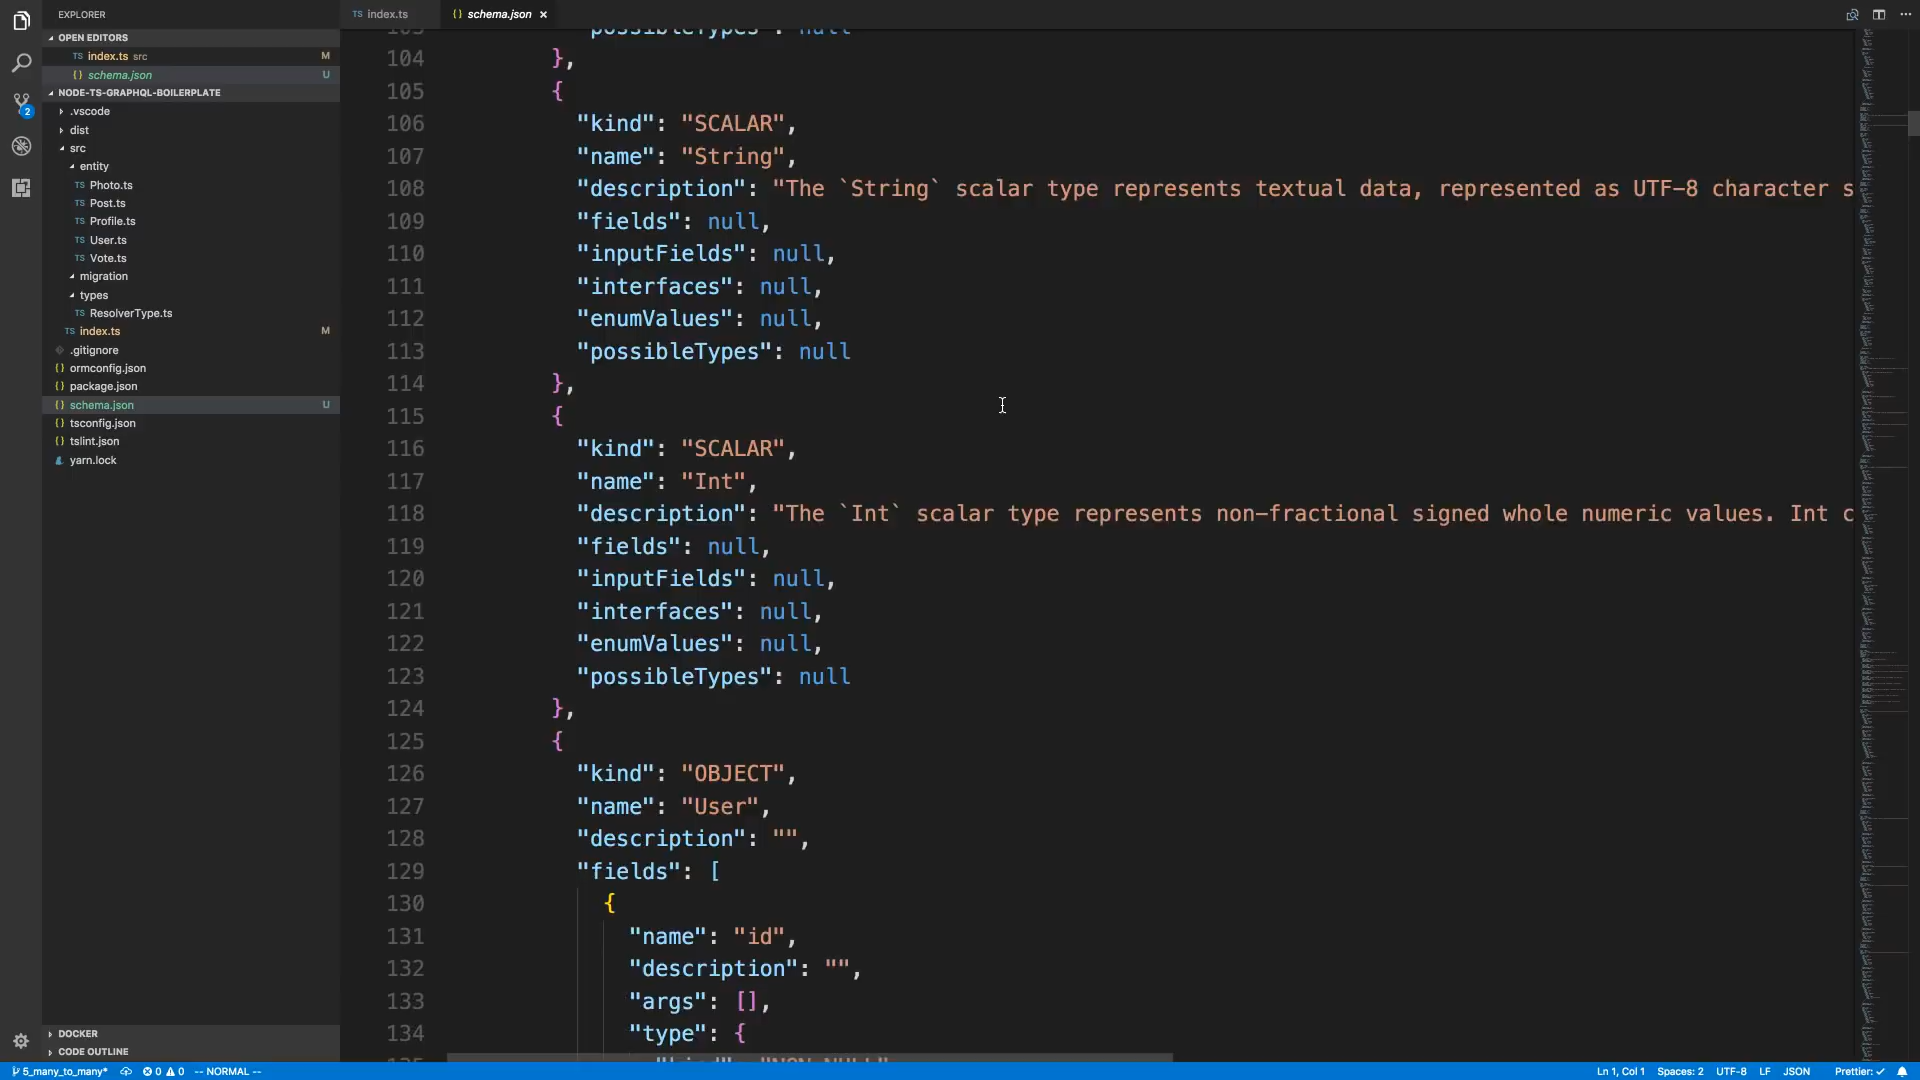 EXPLORER
OPEN EDITORS
TS index.ts src M
{} schema.json U
NODE-TS-GRAPHQL-BOILERPLATE
.vscode
dist
src
entity
TS Photo.ts
TS Post.ts
TS Profile.ts
TS User.ts
TS Vote.ts
migration
types
TS ResolverType.ts
TS index.ts M
.gitignore
{} ormconfig.json
{} package.json
{} schema.json U
{} tsconfig.json
{} tslint.json
yarn.lock
DOCKER
CODE OUTLINE
2
TS index.ts
{} schema.json ×
103 "possibleTypes": null
104 },
105 {
106 "kind": "SCALAR",
107 "name": "String",
108 "description": "The `String` scalar type represents textual data, represented as UTF-8 character s
109 "fields": null,
110 "inputFields": null,
111 "interfaces": null,
112 "enumValues": null,
113 "possibleTypes": null
114 },
115 {
116 "kind": "SCALAR",
117 "name": "Int",
118 "description": "The `Int` scalar type represents non-fractional signed whole numeric values. Int c
119 "fields": null,
120 "inputFields": null,
121 "interfaces": null,
122 "enumValues": null,
123 "possibleTypes": null
124 },
125 {
126 "kind": "OBJECT",
127 "name": "User",
128 "description": "",
129 "fields": [
130 {
131 "name": "id",
132 "description": "",
133 "args": [],
134 "type": {
135 "kind": "NON_NULL"
5_many_to_many* 0 0 -- NORMAL -- Ln 1, Col 1 Spaces: 2 UTF-8 LF JSON Prettier: ✓